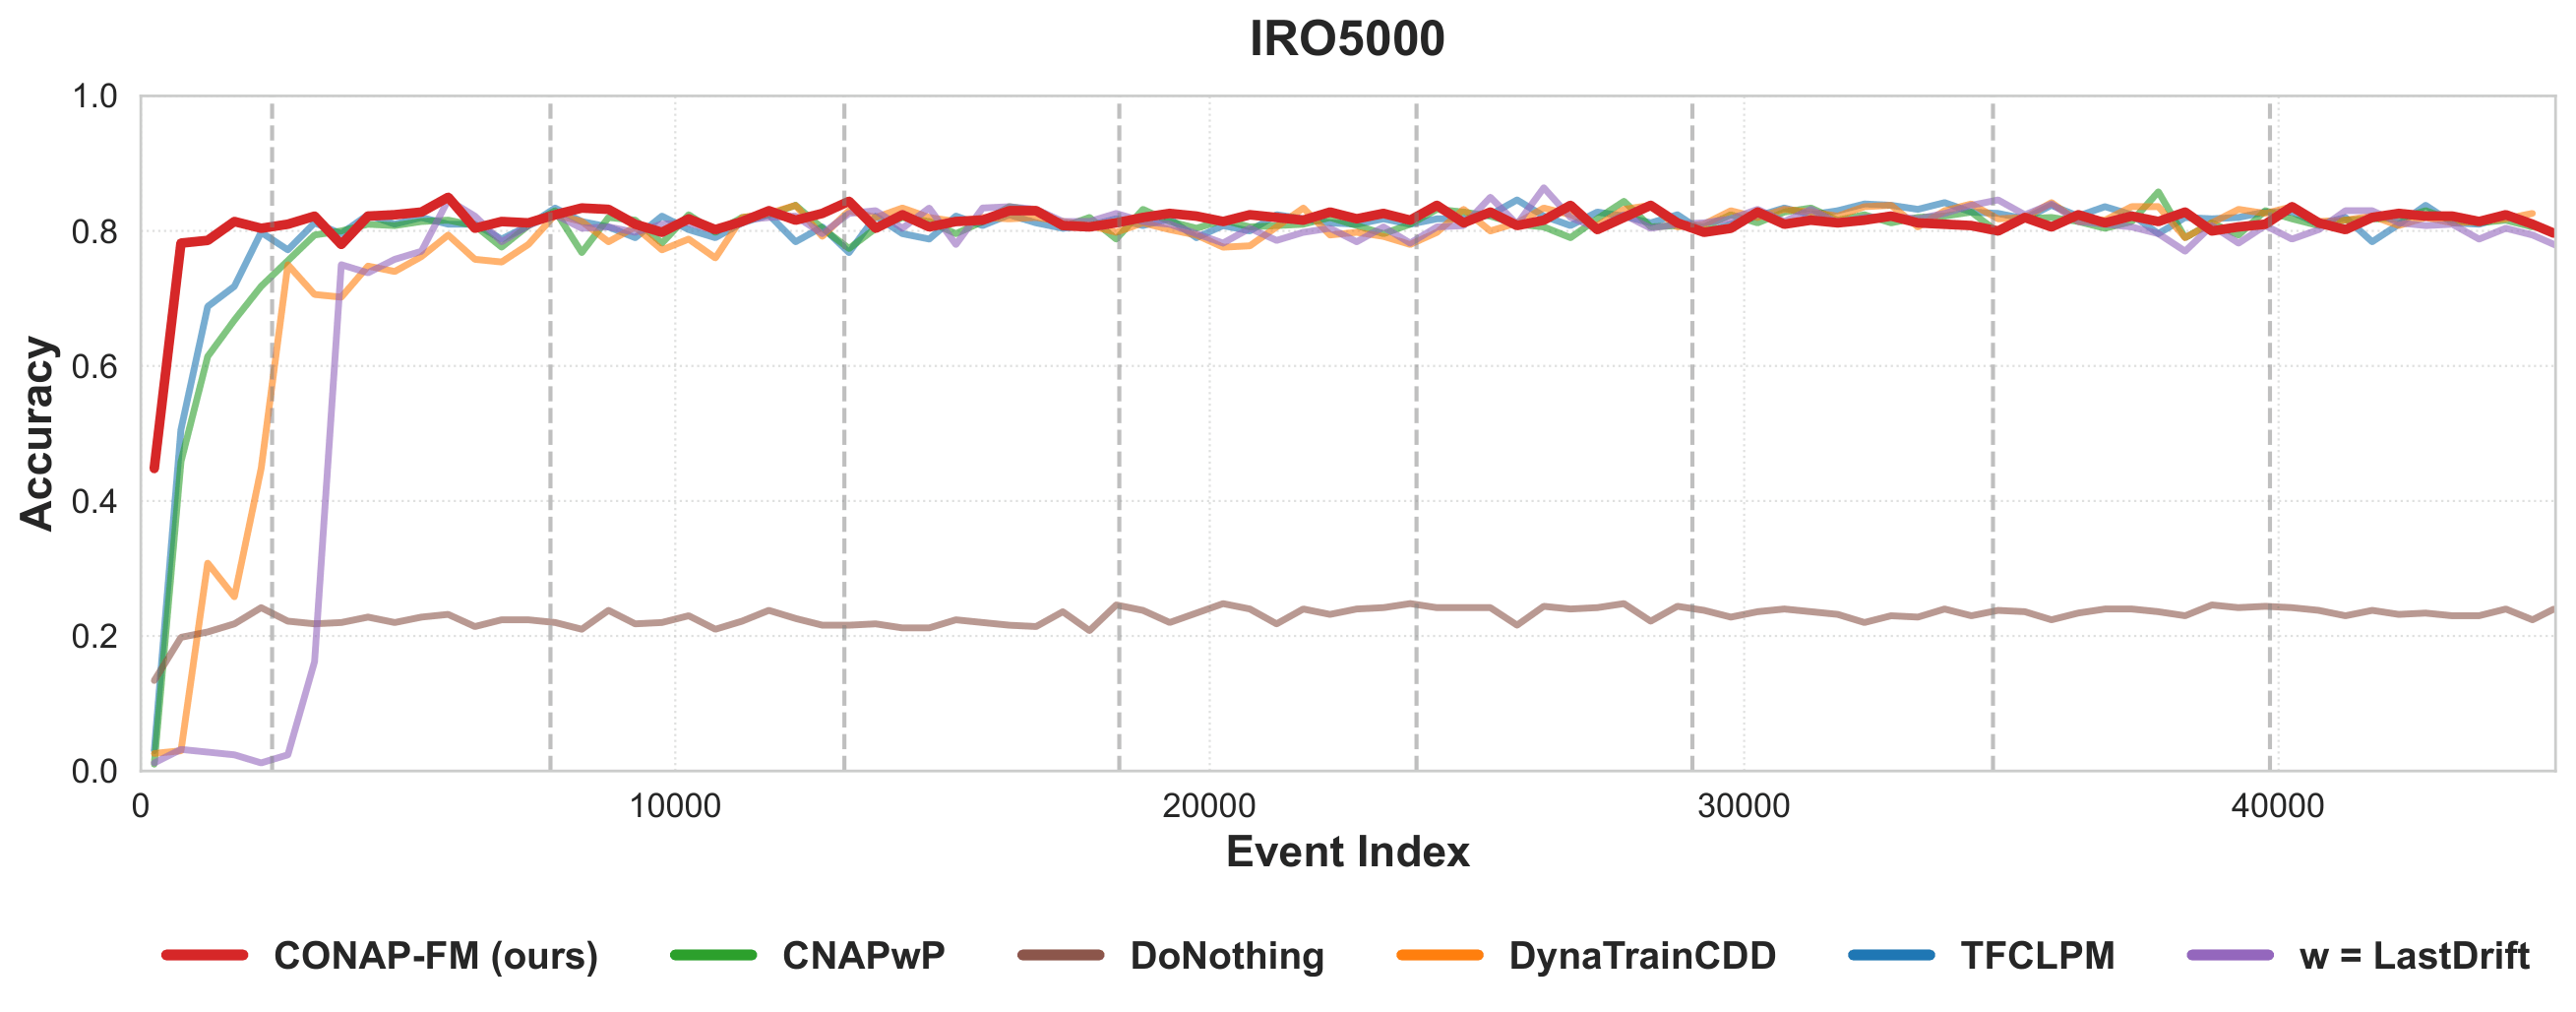 IRO5000
1.0
0.8
0.6
0.4
0.2
0.0
Accuracy
0 10000 20000 30000 40000
Event Index
CONAP-FM (ours) CNAPwP DoNothing DynaTrainCDD TFCLPM w = LastDrift